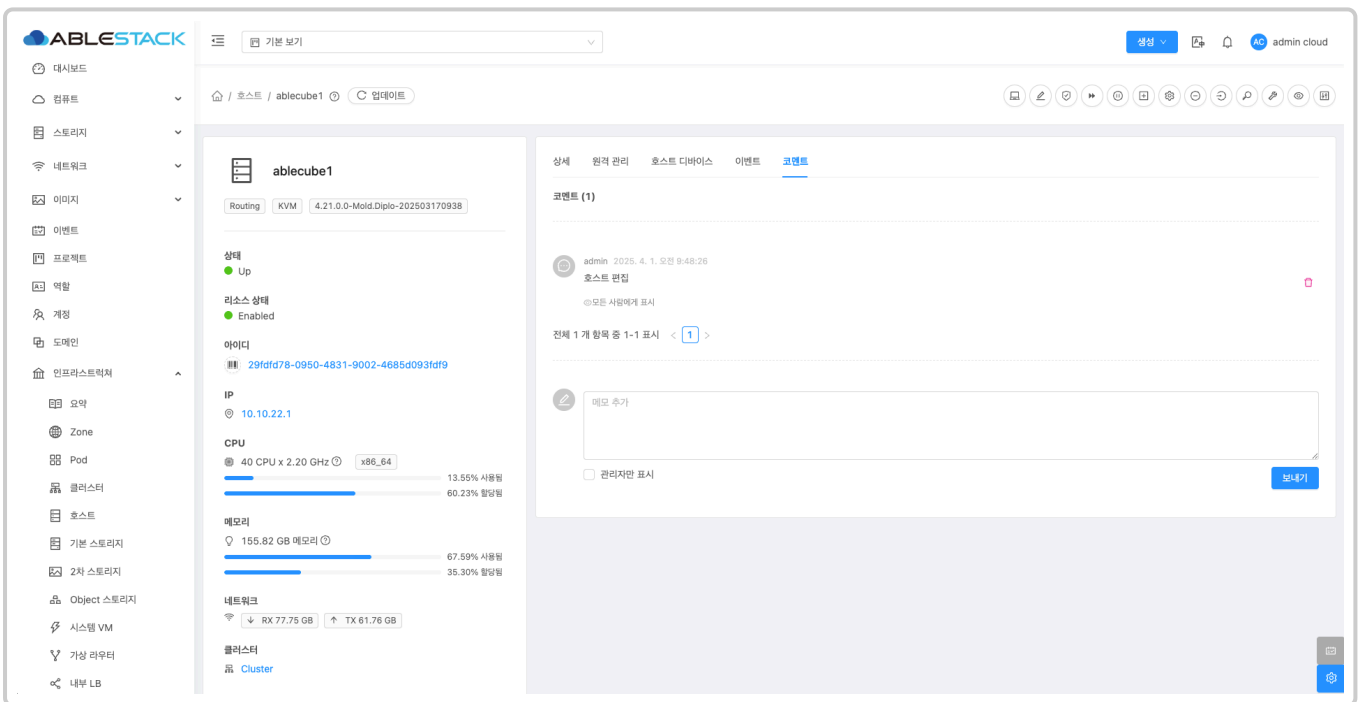 ABLESTACK
기본 보기
생성
AC
admin cloud
대시보드
컴퓨트
스토리지
네트워크
이미지
이벤트
프로젝트
역할
계정
도메인
인프라스트럭쳐
요약
Zone
Pod
클러스터
호스트
기본 스토리지
2차 스토리지
Object 스토리지
시스템 VM
가상 라우터
내부 LB
/ 호스트 / ablecube1
업데이트
ablecube1
Routing
KVM
4.21.0.0-Mold.Diplo-202503170938
상태
Up
리소스 상태
Enabled
아이디
29fdfd78-0950-4831-9002-4685d093fdf9
IP
10.10.22.1
CPU
40 CPU x 2.20 GHz
x86_64
13.55% 사용됨
60.23% 할당됨
메모리
155.82 GB 메모리
67.59% 사용됨
35.30% 할당됨
네트워크
RX 77.75 GB
TX 61.76 GB
클러스터
Cluster
상세
원격 관리
호스트 디바이스
이벤트
코멘트
코멘트 (1)
admin 2025. 4. 1. 오전 9:48:26
호스트 편집
모든 사람에게 표시
전체 1 개 항목 중 1-1 표시 < 1 >
메모 추가
관리자만 표시
보내기